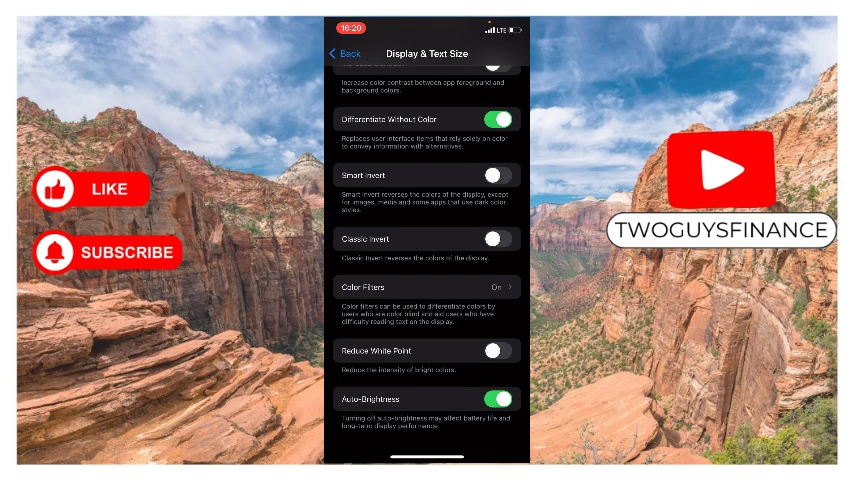 16:20
LTE
Back
Display & Text Size
Increase color contrast between app foreground and
background colors.
Differentiate Without Color
Replaces user interface items that rely solely on color
to convey information with alternatives.
Smart Invert
Smart Invert reverses the colors of the display, except
for images, media and some apps that use dark color
styles.
Classic Invert
Classic Invert reverses the colors of the display.
Color Filters
On
Color filters can be used to differentiate colors by
users who are color blind and aid users who have
difficulty reading text on the display.
Reduce White Point
Reduce the intensity of bright colors.
Auto-Brightness
Turning off auto-brightness may affect battery life and
long-term display performance.
LIKE
SUBSCRIBE
TWOGUYSFINANCE